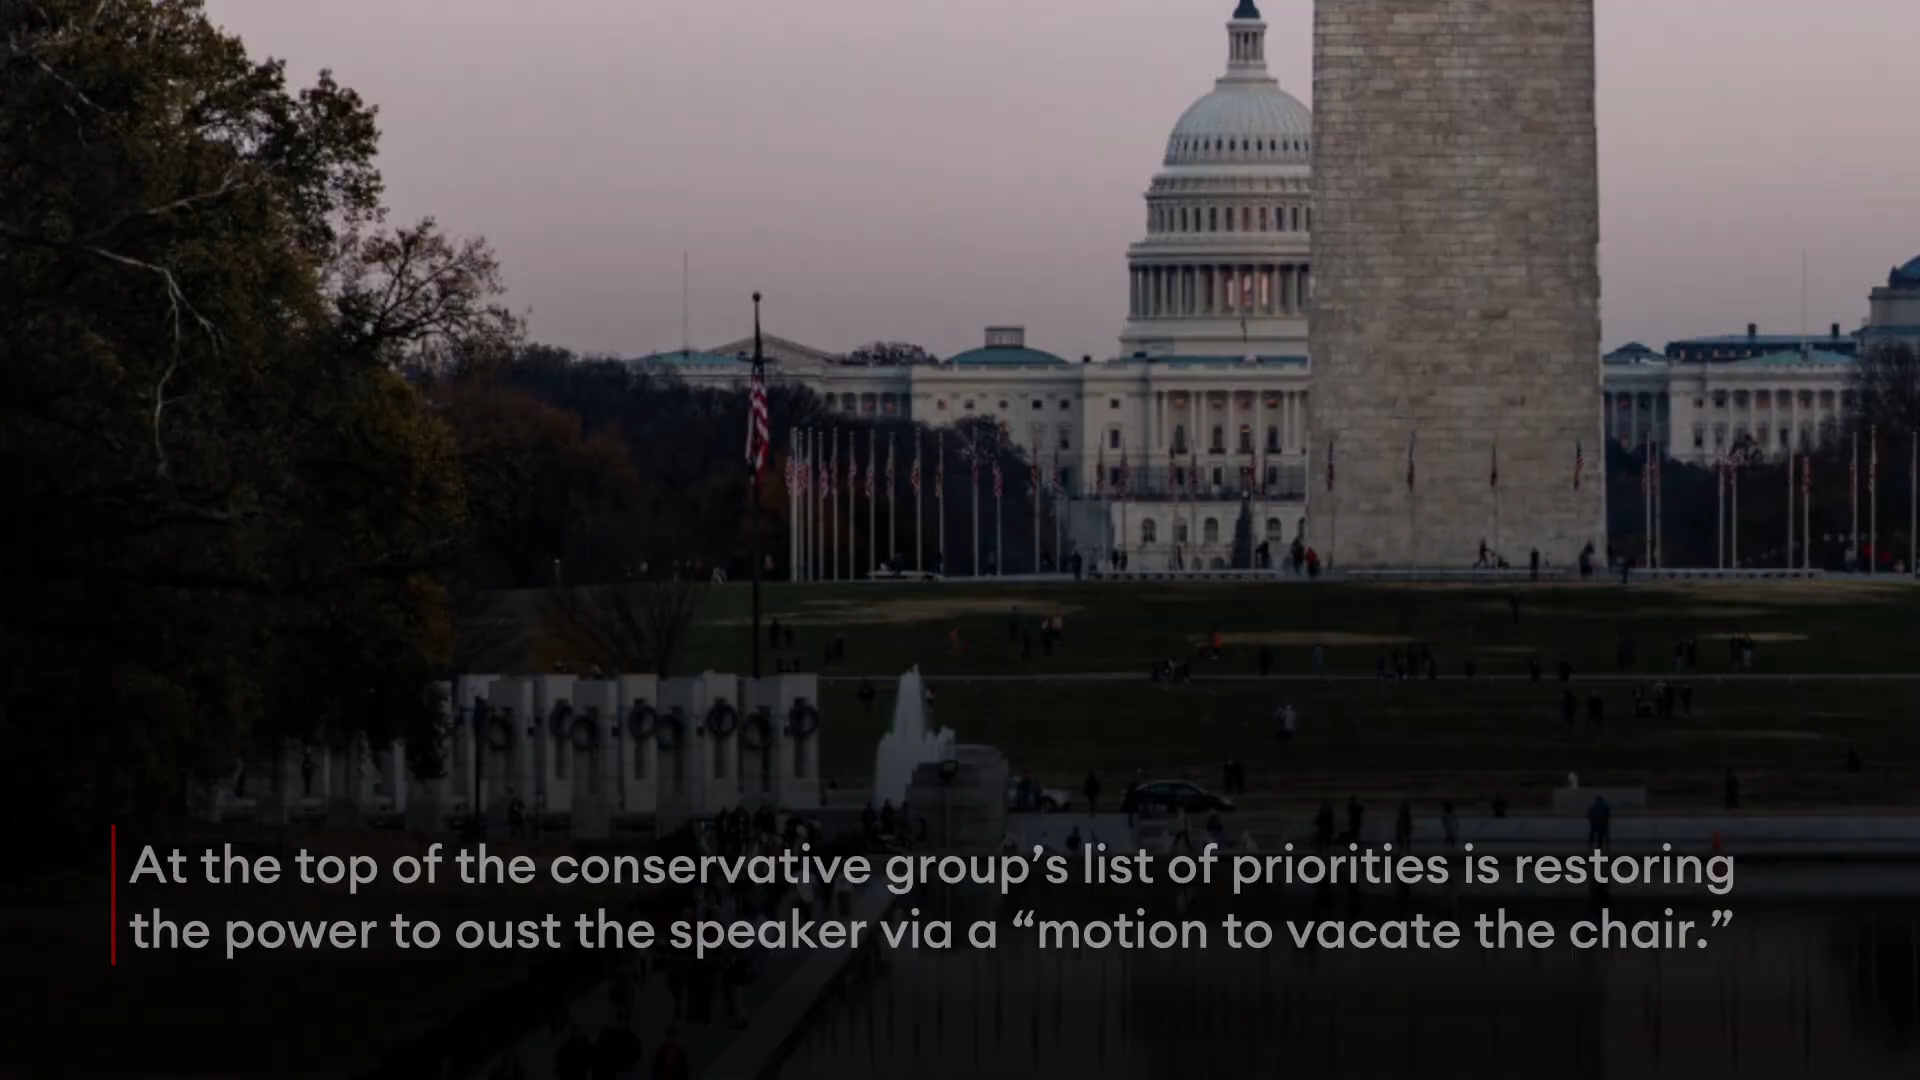 At the top of the conservative group’s list of priorities is restoring
the power to oust the speaker via a “motion to vacate the chair.”